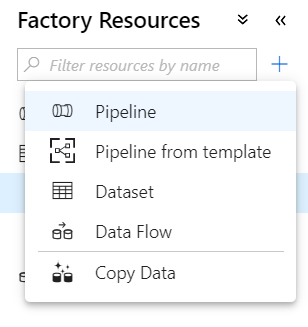 Factory Resources
Filter resources by name
Pipeline
Pipeline from template
Dataset
Data Flow
Copy Data